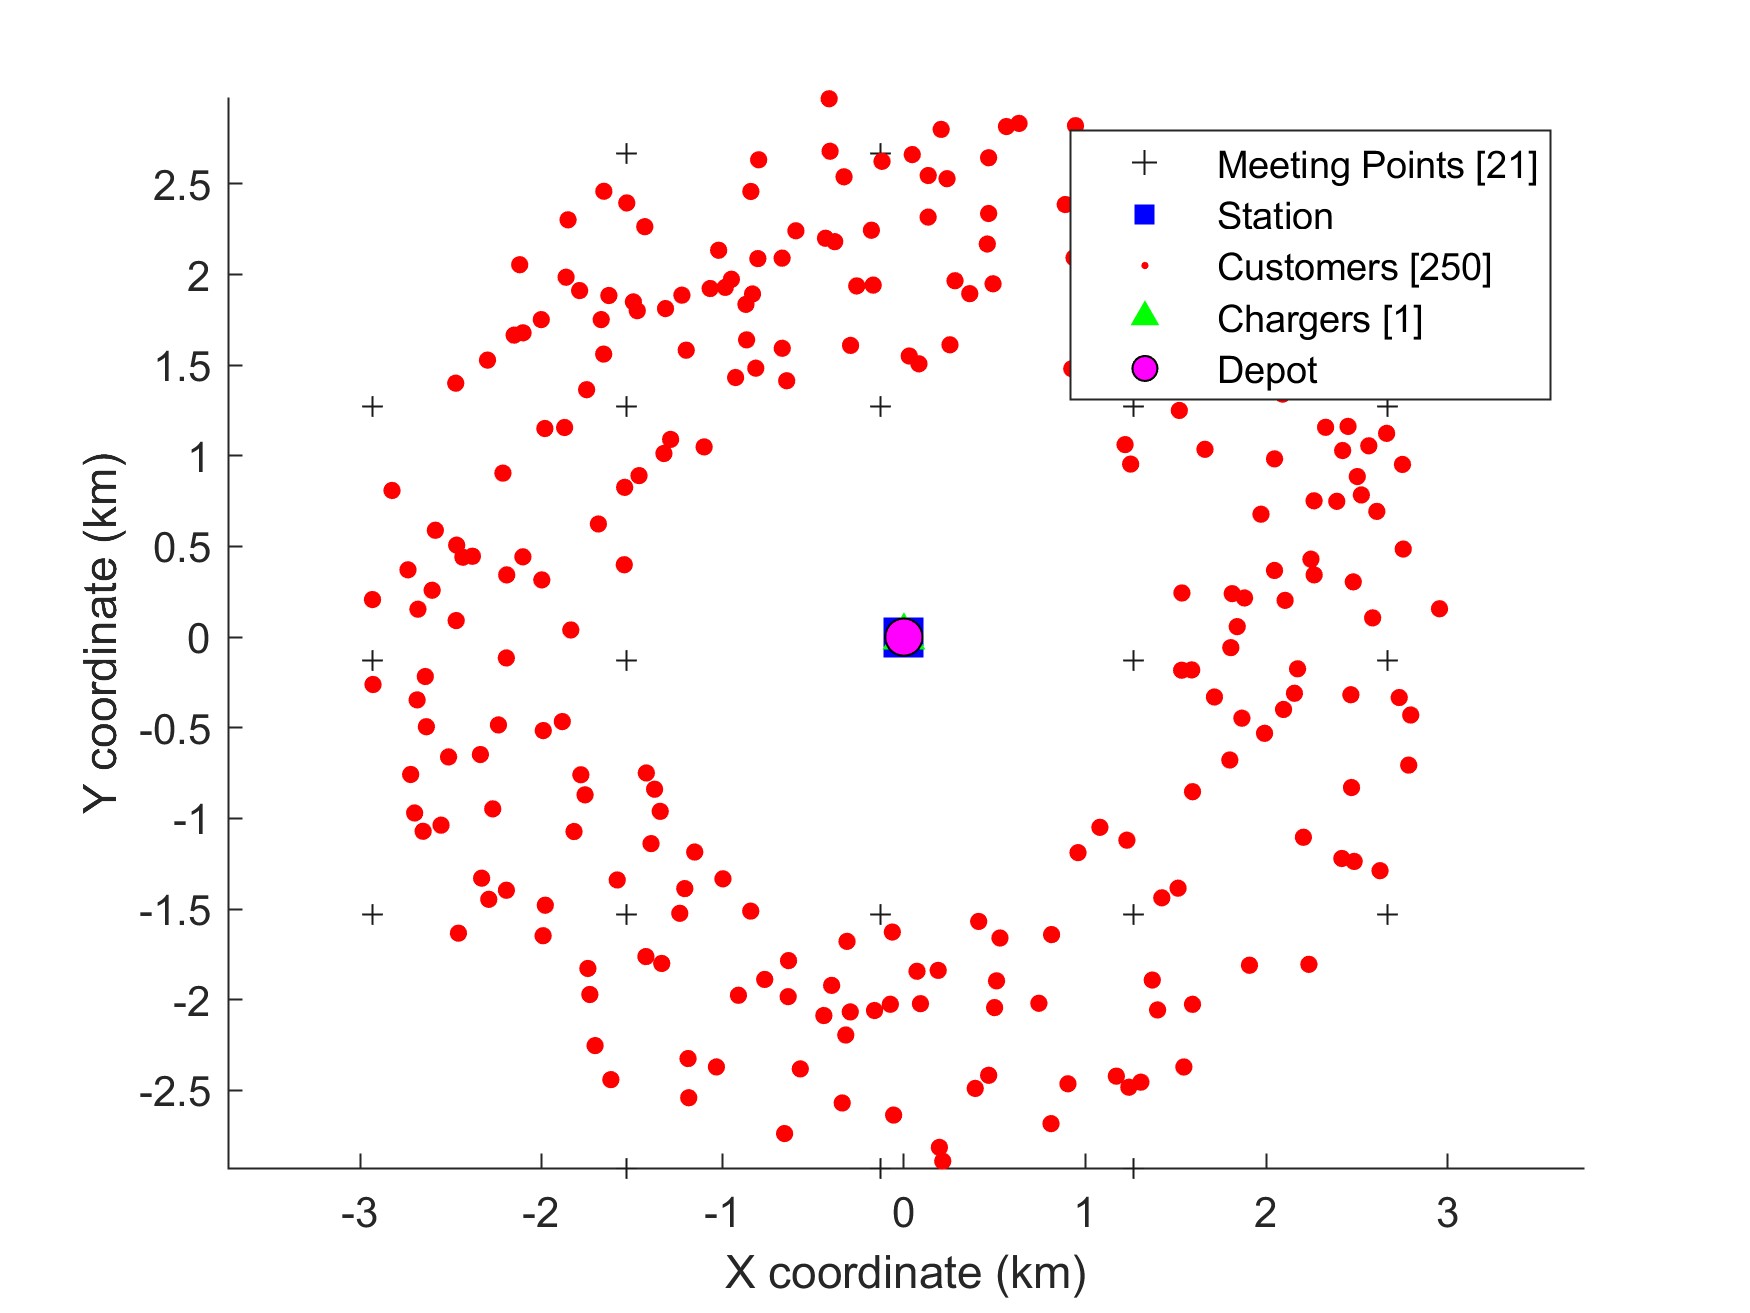 Meeting Points [21]
Station
Customers [250]
Chargers [1]
Depot
2.5
2
1.5
1
0.5
0
-0.5
-1
-1.5
-2
-2.5
Y coordinate (km)
-3 -2 -1 0 1 2 3
X coordinate (km)